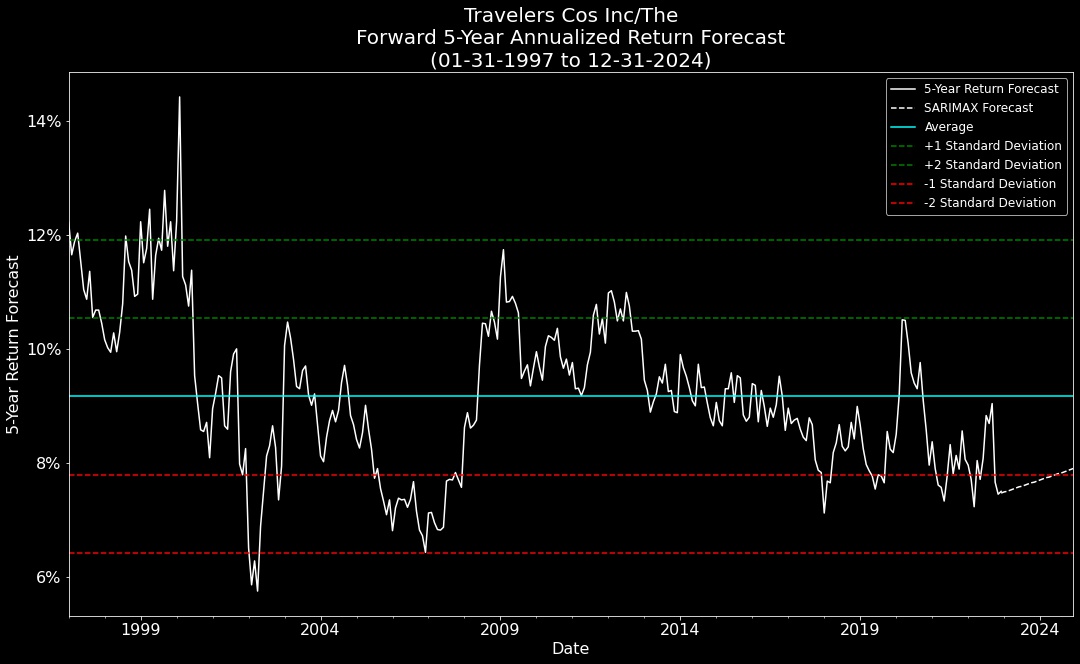 Travelers Cos Inc/The
Forward 5-Year Annualized Return Forecast
(01-31-1997 to 12-31-2024)
5-Year Return Forecast
14%
12%
10%
8%
6%
5-Year Return Forecast
SARIMAX Forecast
Average
+1 Standard Deviation
+2 Standard Deviation
-1 Standard Deviation
-2 Standard Deviation
1999
2004
2009
2014
2019
2024
Date